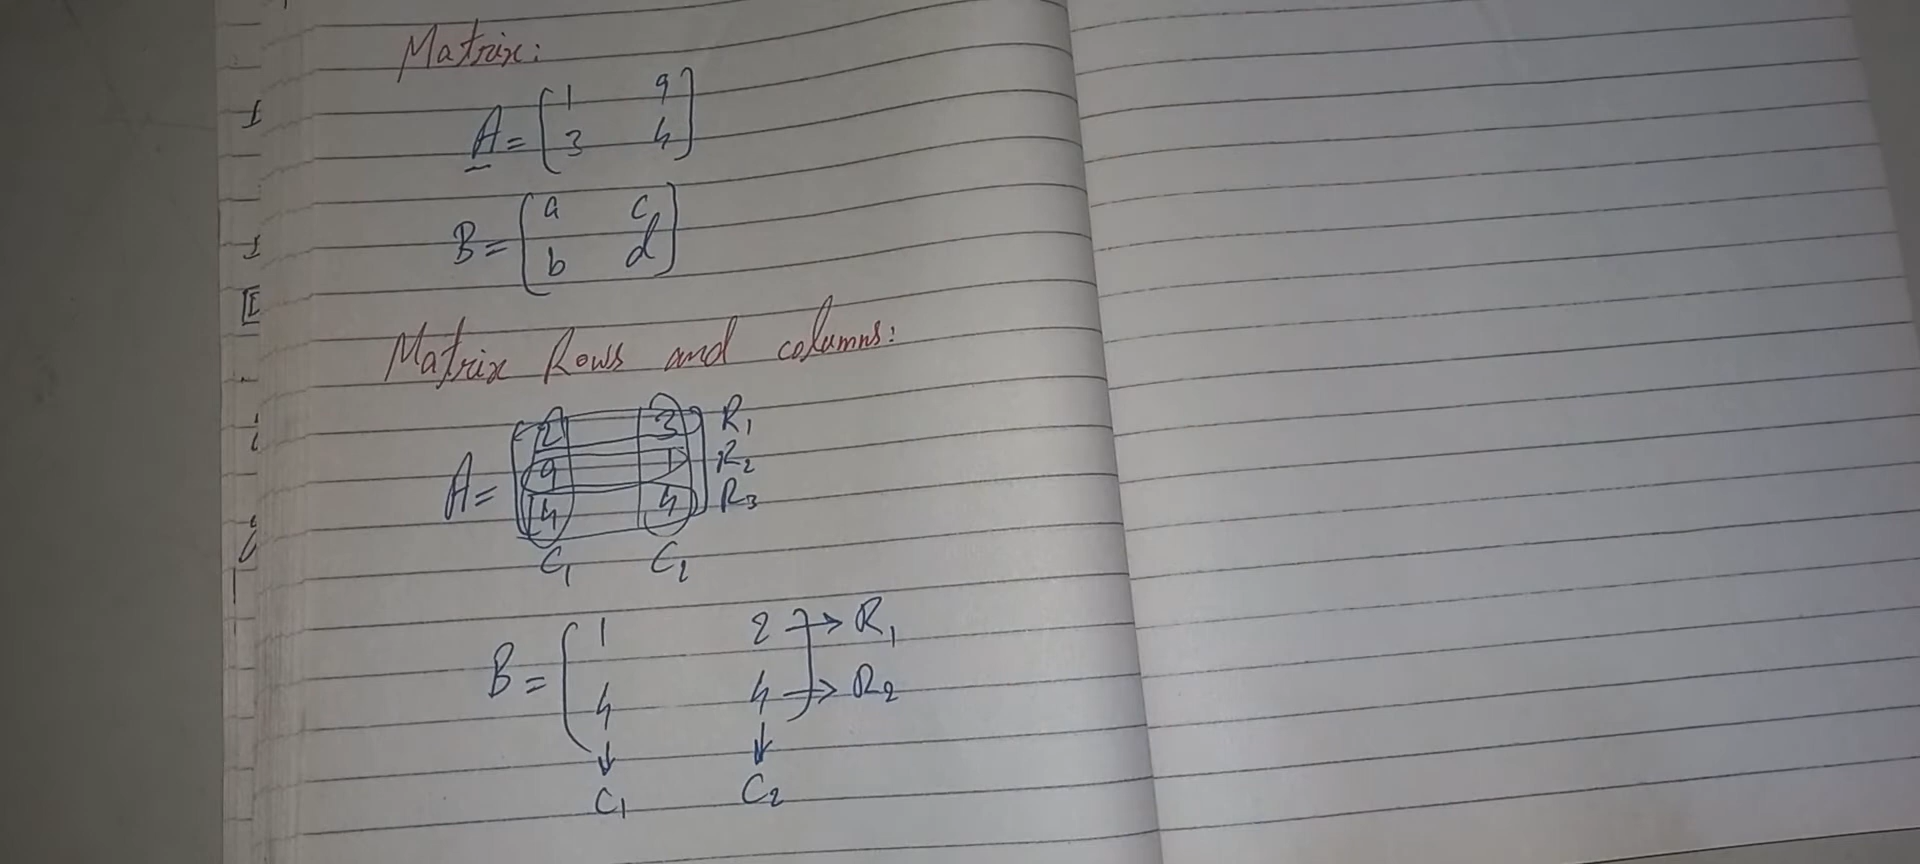 Matrix:
A = [ 1 9
3 4 ]
B = [ a c
b d ]
Matrix Rows and columns:
A = [ 2 3 ] R1
9 1 R2
4 4 R3
C1 C2
B = [ 1 2 ] → R1
4 4 → R2
↓ ↓
C1 C2